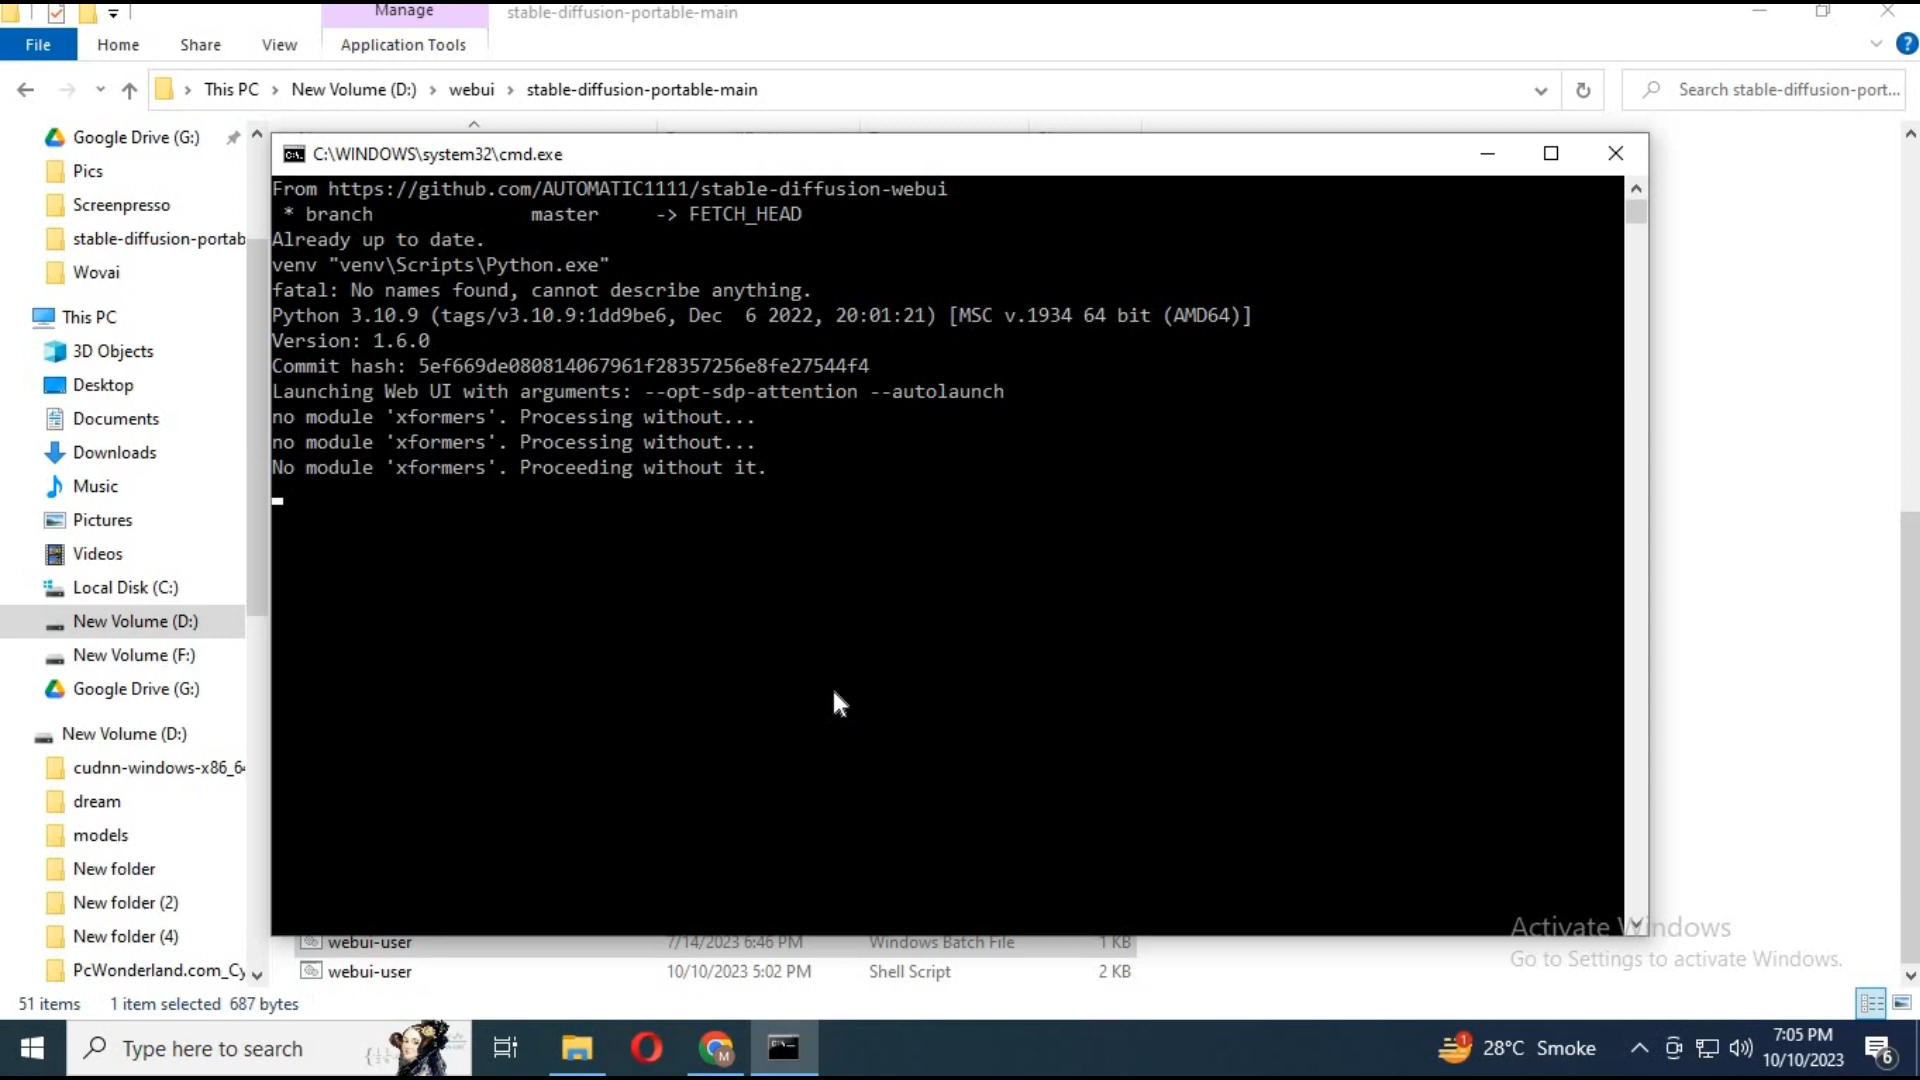 Manage
stable-diffusion-portable-main
File
Home
Share
View
Application Tools
This PC > New Volume (D:) > webui > stable-diffusion-portable-main
Search stable-diffusion-port...
Google Drive (G:)
Pics
Screenpresso
stable-diffusion-portab
Wovai
This PC
3D Objects
Desktop
Documents
Downloads
Music
Pictures
Videos
Local Disk (C:)
New Volume (D:)
New Volume (F:)
Google Drive (G:)
New Volume (D:)
cudnn-windows-x86_64
dream
models
New folder
New folder (2)
New folder (4)
PcWonderland.com_Cy
C:\WINDOWS\system32\cmd.exe
From https://github.com/AUTOMATIC1111/stable-diffusion-webui
* branch master -> FETCH_HEAD
Already up to date.
venv "venv\Scripts\Python.exe"
fatal: No names found, cannot describe anything.
Python 3.10.9 (tags/v3.10.9:1dd9be6, Dec 6 2022, 20:01:21) [MSC v.1934 64 bit (AMD64)]
Version: 1.6.0
Commit hash: 5ef669de080814067961f28357256e8fe27544f4
Launching Web UI with arguments: --opt-sdp-attention --autolaunch
no module 'xformers'. Processing without...
no module 'xformers'. Processing without...
No module 'xformers'. Proceeding without it.
webui-user 7/14/2023 6:46 PM Windows Batch File 1 KB
webui-user 10/10/2023 5:02 PM Shell Script 2 KB
Activate Windows
Go to Settings to activate Windows.
51 items 1 item selected 687 bytes
Type here to search
28°C Smoke
7:05 PM
10/10/2023
6